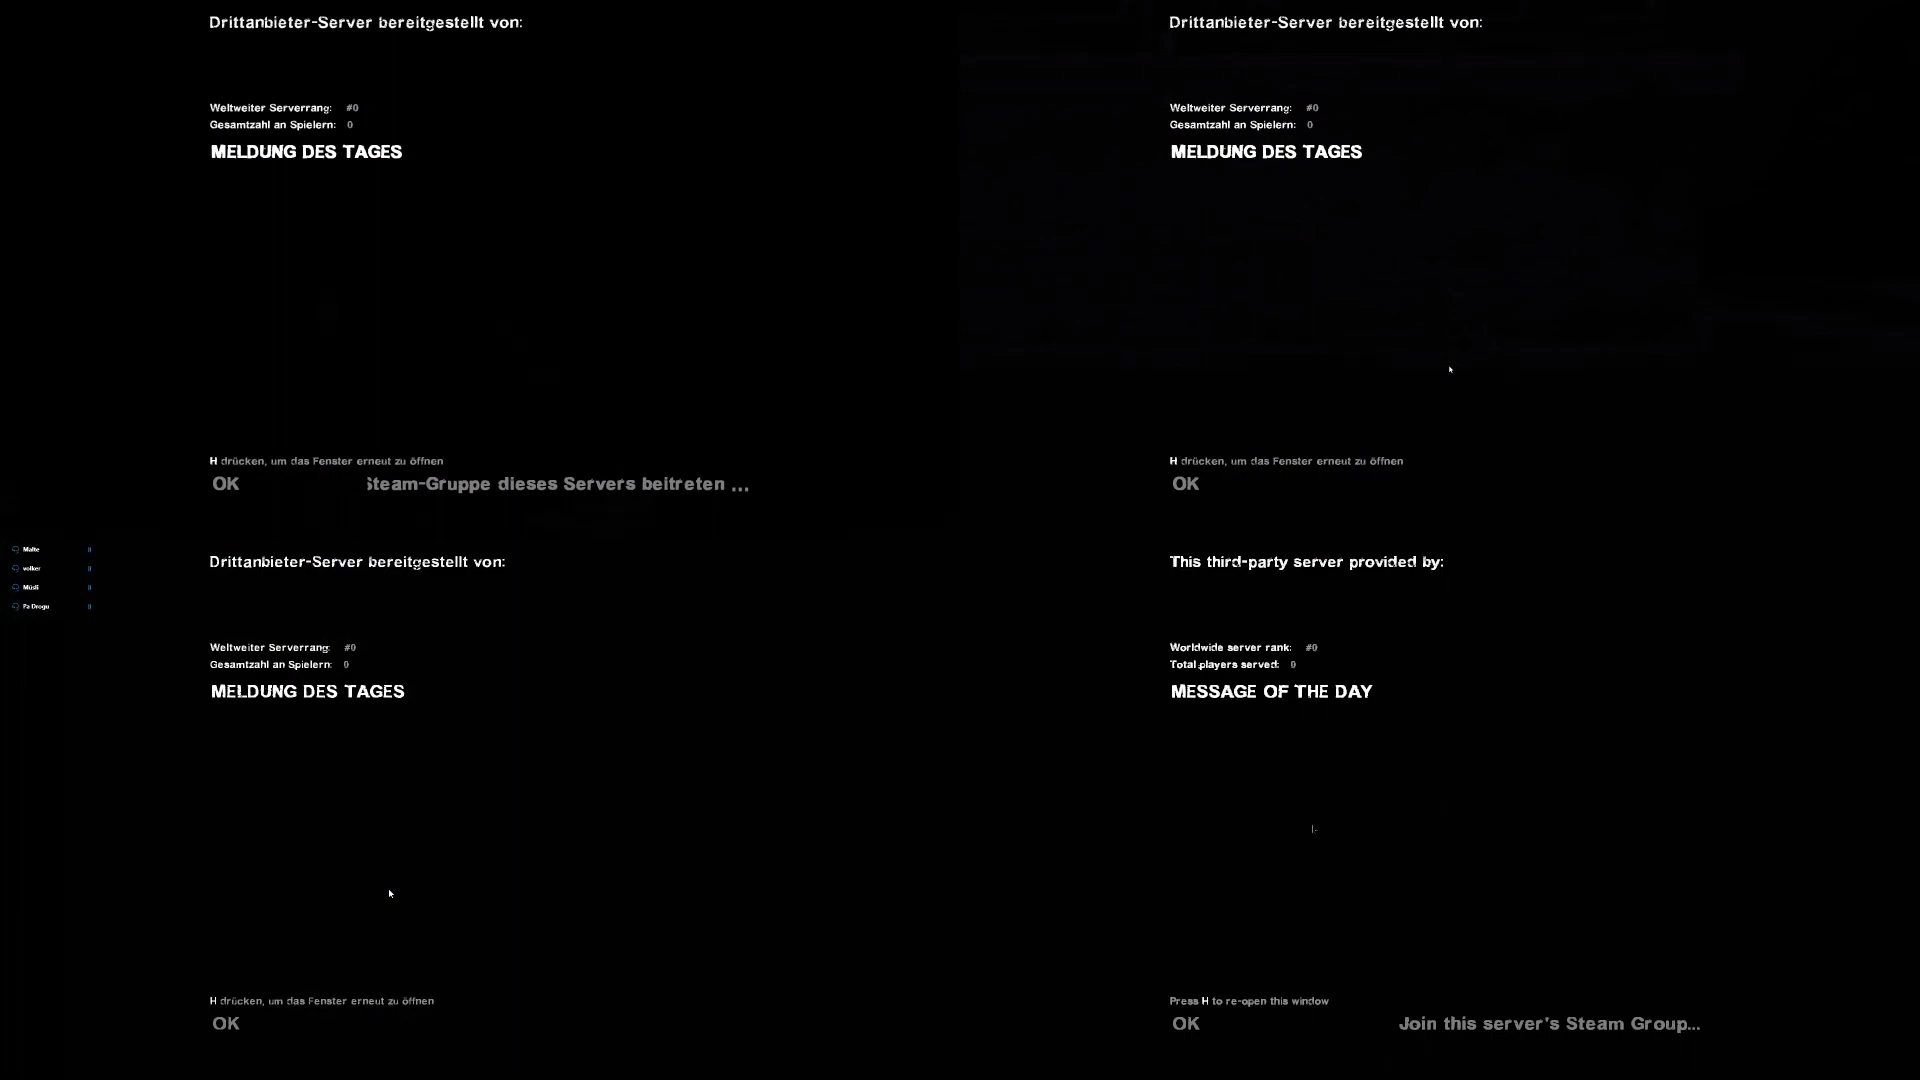 Drittanbieter-Server bereitgestellt von:
Weltweiter Serverrang: #0
Gesamtzahl an Spielern: 0
MELDUNG DES TAGES
H drücken, um das Fenster erneut zu öffnen
OK
Steam-Gruppe dieses Servers beitreten ...
Drittanbieter-Server bereitgestellt von:
Weltweiter Serverrang: #0
Gesamtzahl an Spielern: 0
MELDUNG DES TAGES
H drücken, um das Fenster erneut zu öffnen
OK
Malte
volker
Müsli
Pa Drogu
Drittanbieter-Server bereitgestellt von:
Weltweiter Serverrang: #0
Gesamtzahl an Spielern: 0
MELDUNG DES TAGES
H drücken, um das Fenster erneut zu öffnen
OK
This third-party server provided by:
Worldwide server rank: #0
Total players served: 0
MESSAGE OF THE DAY
Press H to re-open this window
OK
Join this server's Steam Group...